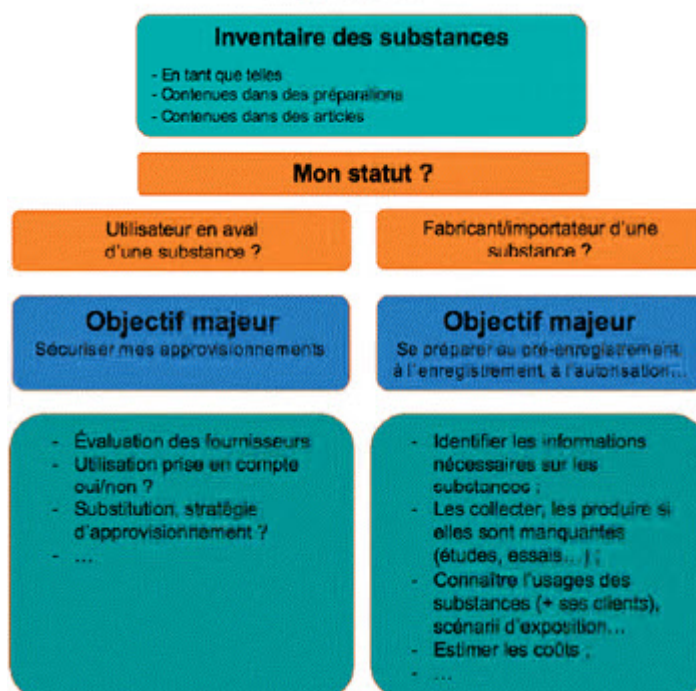 Inventaire des substances
- En tant que telles
- Contenues dans des préparations
- Contenues dans des articles
Mon statut ?
Utilisateur en aval
d'une substance ?
Fabricant/importateur d'une
substance ?
Objectif majeur
Sécuriser mes approvisionnements
Objectif majeur
Se préparer au pré-enregistrement,
à l'enregistrement, à l'autorisation...
- Évaluation des fournisseurs
- Utilisation prise en compte
oui/non ?
- Substitution, stratégie
d'approvisionnement ?
- ...
- Identifier les informations
nécessaires sur les
substances ;
- Les collecter, les produire si
elles sont manquantes
(études, essais...) ;
- Connaître l'usages des
substances (+ ses clients),
scénarii d'exposition...
- Estimer les coûts ;
- ...